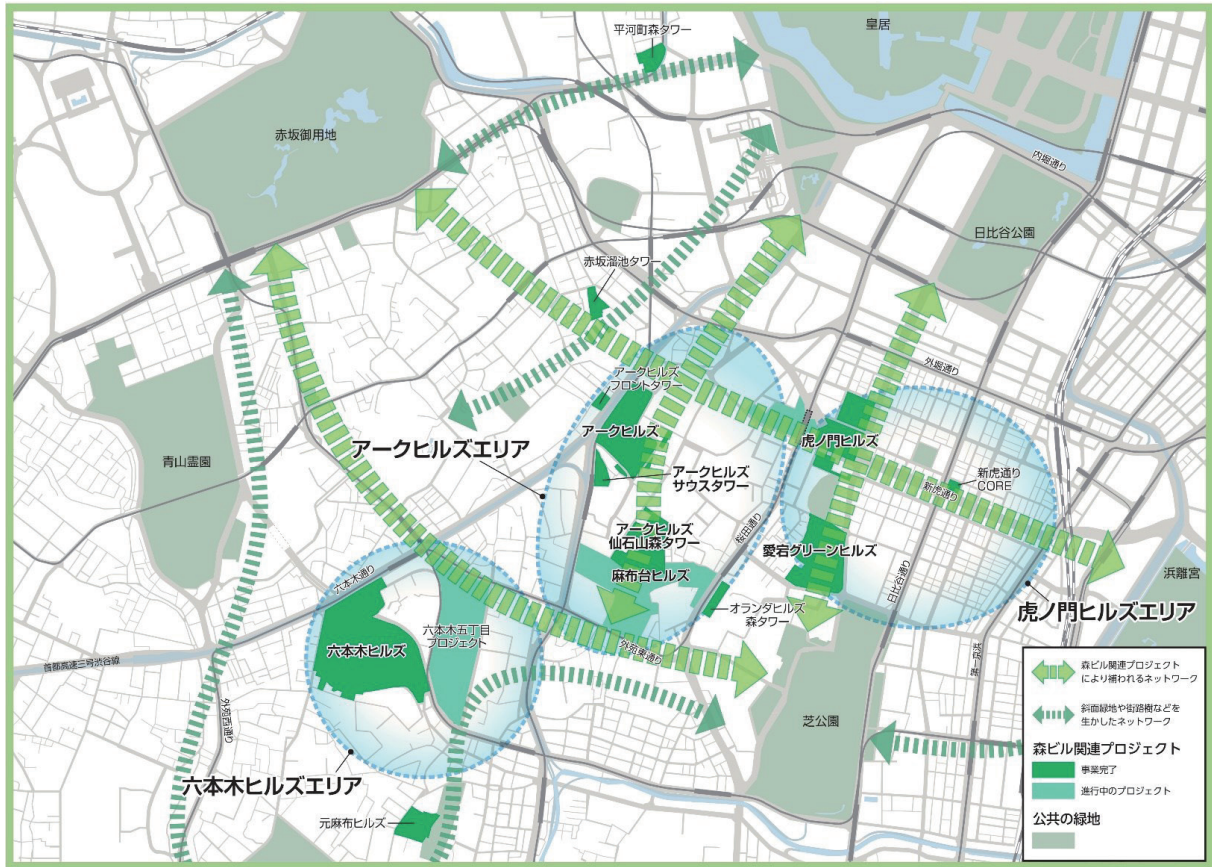 平河町森タワー
皇居
赤坂御用地
内堀通り
日比谷公園
赤坂溜池タワー
外堀通り
アークヒルズ
フロントタワー
アークヒルズ
虎ノ門ヒルズ
アークヒルズエリア
青山霊園
アークヒルズ
サウスタワー
新虎通り
CORE
新虎通り
桜田通り
アークヒルズ
仙石山森タワー
愛宕グリーンヒルズ
麻布台ヒルズ
日比谷通り
浜離宮
六本木通り
オランダヒルズ
森タワー
虎ノ門ヒルズエリア
六本木五丁目
プロジェクト
六本木ヒルズ
外苑東通り
首都高速三号渋谷線
第一京浜
外苑西通り
芝公園
六本木ヒルズエリア
元麻布ヒルズ
森ビル関連プロジェクト
により補われるネットワーク
斜面緑地や街路樹などを
生かしたネットワーク
森ビル関連プロジェクト
事業完了
進行中のプロジェクト
公共の緑地